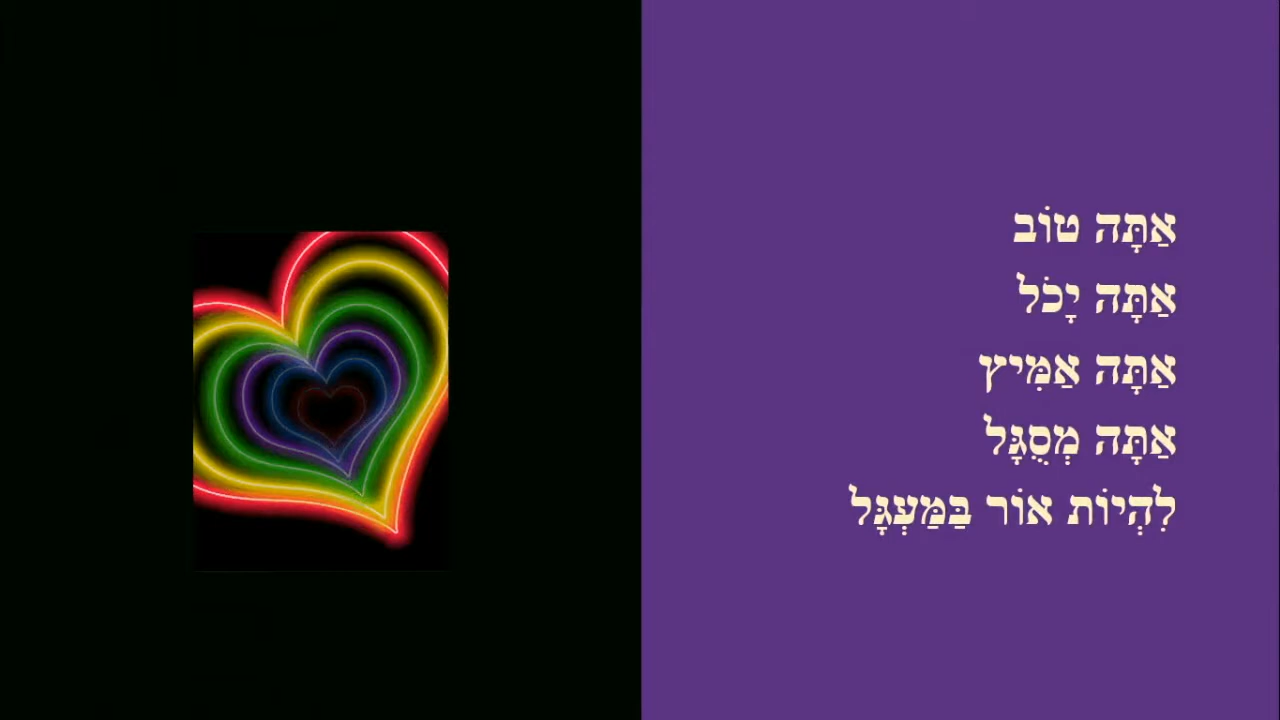 אַתָּה טוֹב
אַתָּה יָכֹל
אַתָּה אַמִּיץ
אַתָּה מְסֻגָּל
לִהְיוֹת אוֹר בַּמַּעְגָּל